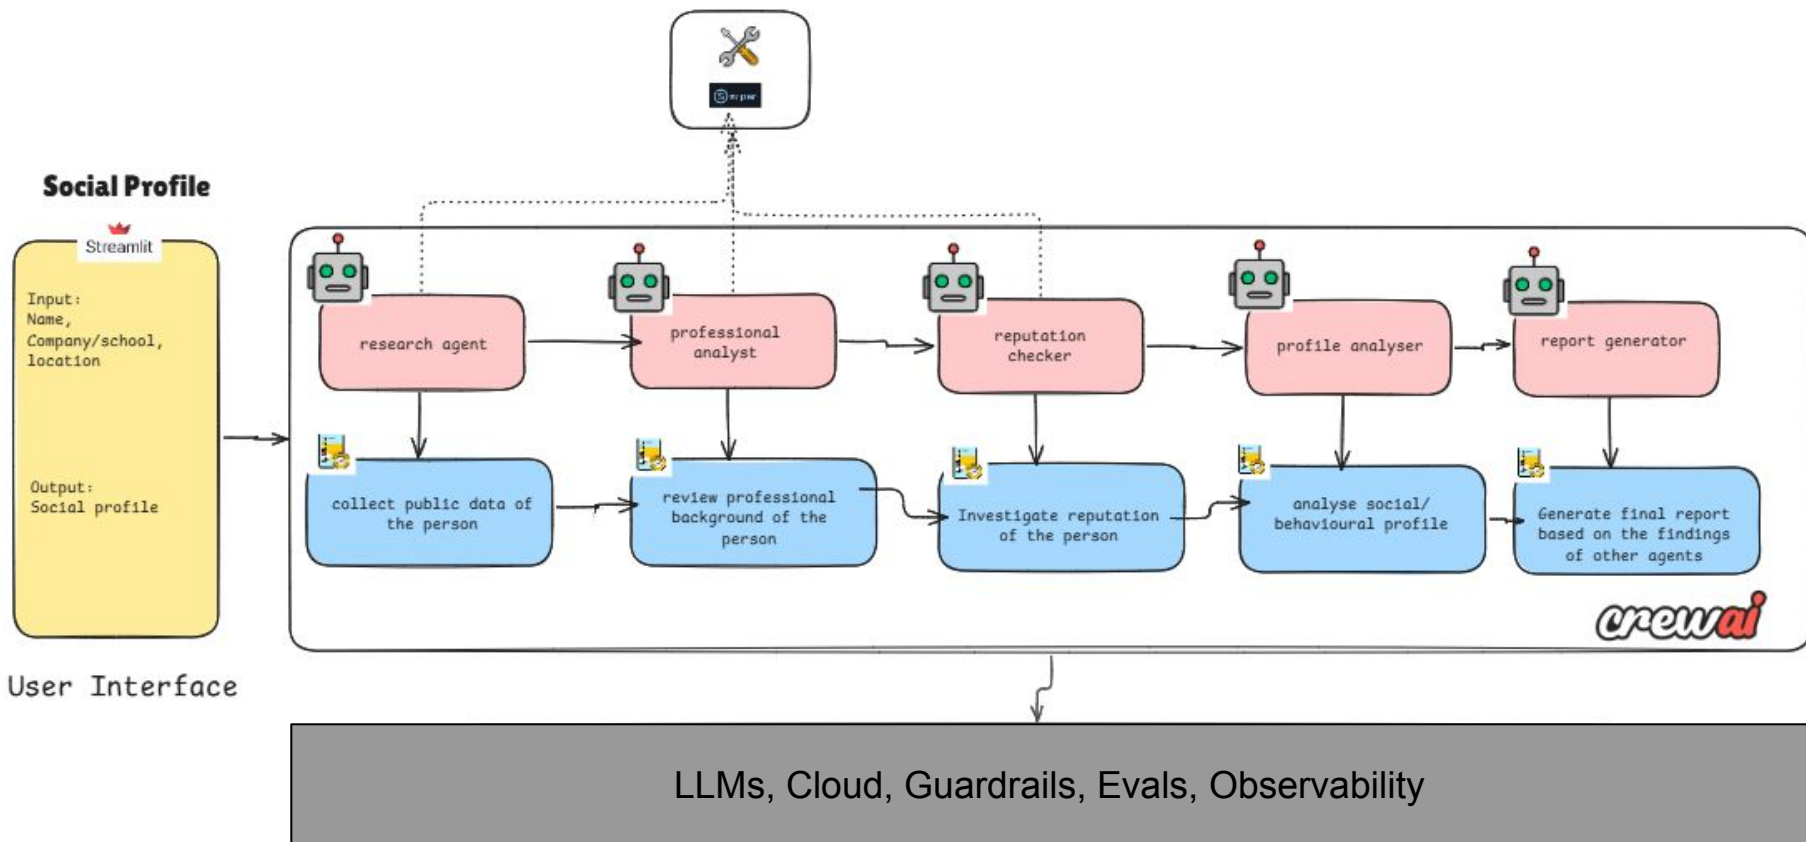 Social Profile
Streamlit
Input:
Name,
Company/school,
location
Output:
Social profile
User Interface
research agent
professional
analyst
reputation
checker
profile analyser
report generator
collect public data of
the person
review professional
background of the
person
Investigate reputation
of the person
analyse social/
behavioural profile
Generate final report
based on the findings
of other agents
crewai
LLMs, Cloud, Guardrails, Evals, Observability